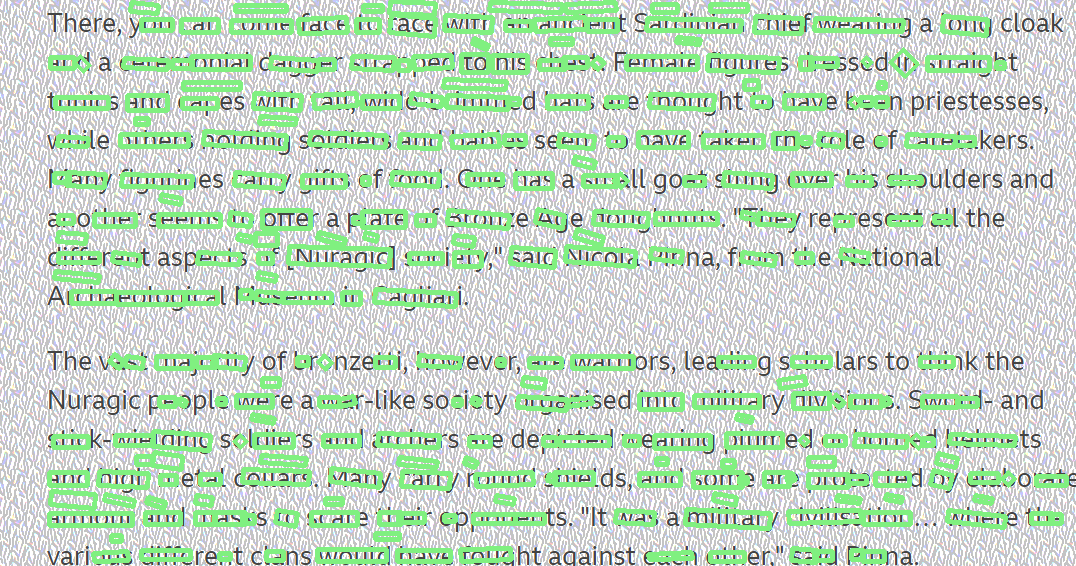 There, you can come face to face with an ancient Sardinian chief wearing a long cloak
and a ceremonial dagger strapped to his chest. Female figures dressed in straight
tunics and capes with tall, wide-brimmed hats are thought to have been priestesses,
while others holding soldiers and babies seem to have taken the role of caretakers.
Many figurines carry gifts of food. One has a small goat slung over his shoulders and
another seems to offer a plate of Bronze Age doughnuts. "They represent all the
different aspects of [Nuragic] society," said Nicola Pinna, from the National
Archaeological Museum in Cagliari.
The vast majority of bronzetti, however, are warriors, leading scholars to think the
Nuragic people were a war-like society organised into military divisions. Sword- and
stick-wielding soldiers and archers are depicted wearing plumed or horned helmets
and high metal collars. Many carry round shields, and some are protected by elaborate
armour and masks to scare their opponents. "It was a military civilisation... where the
various different clans would have fought against each other," said Pinna.